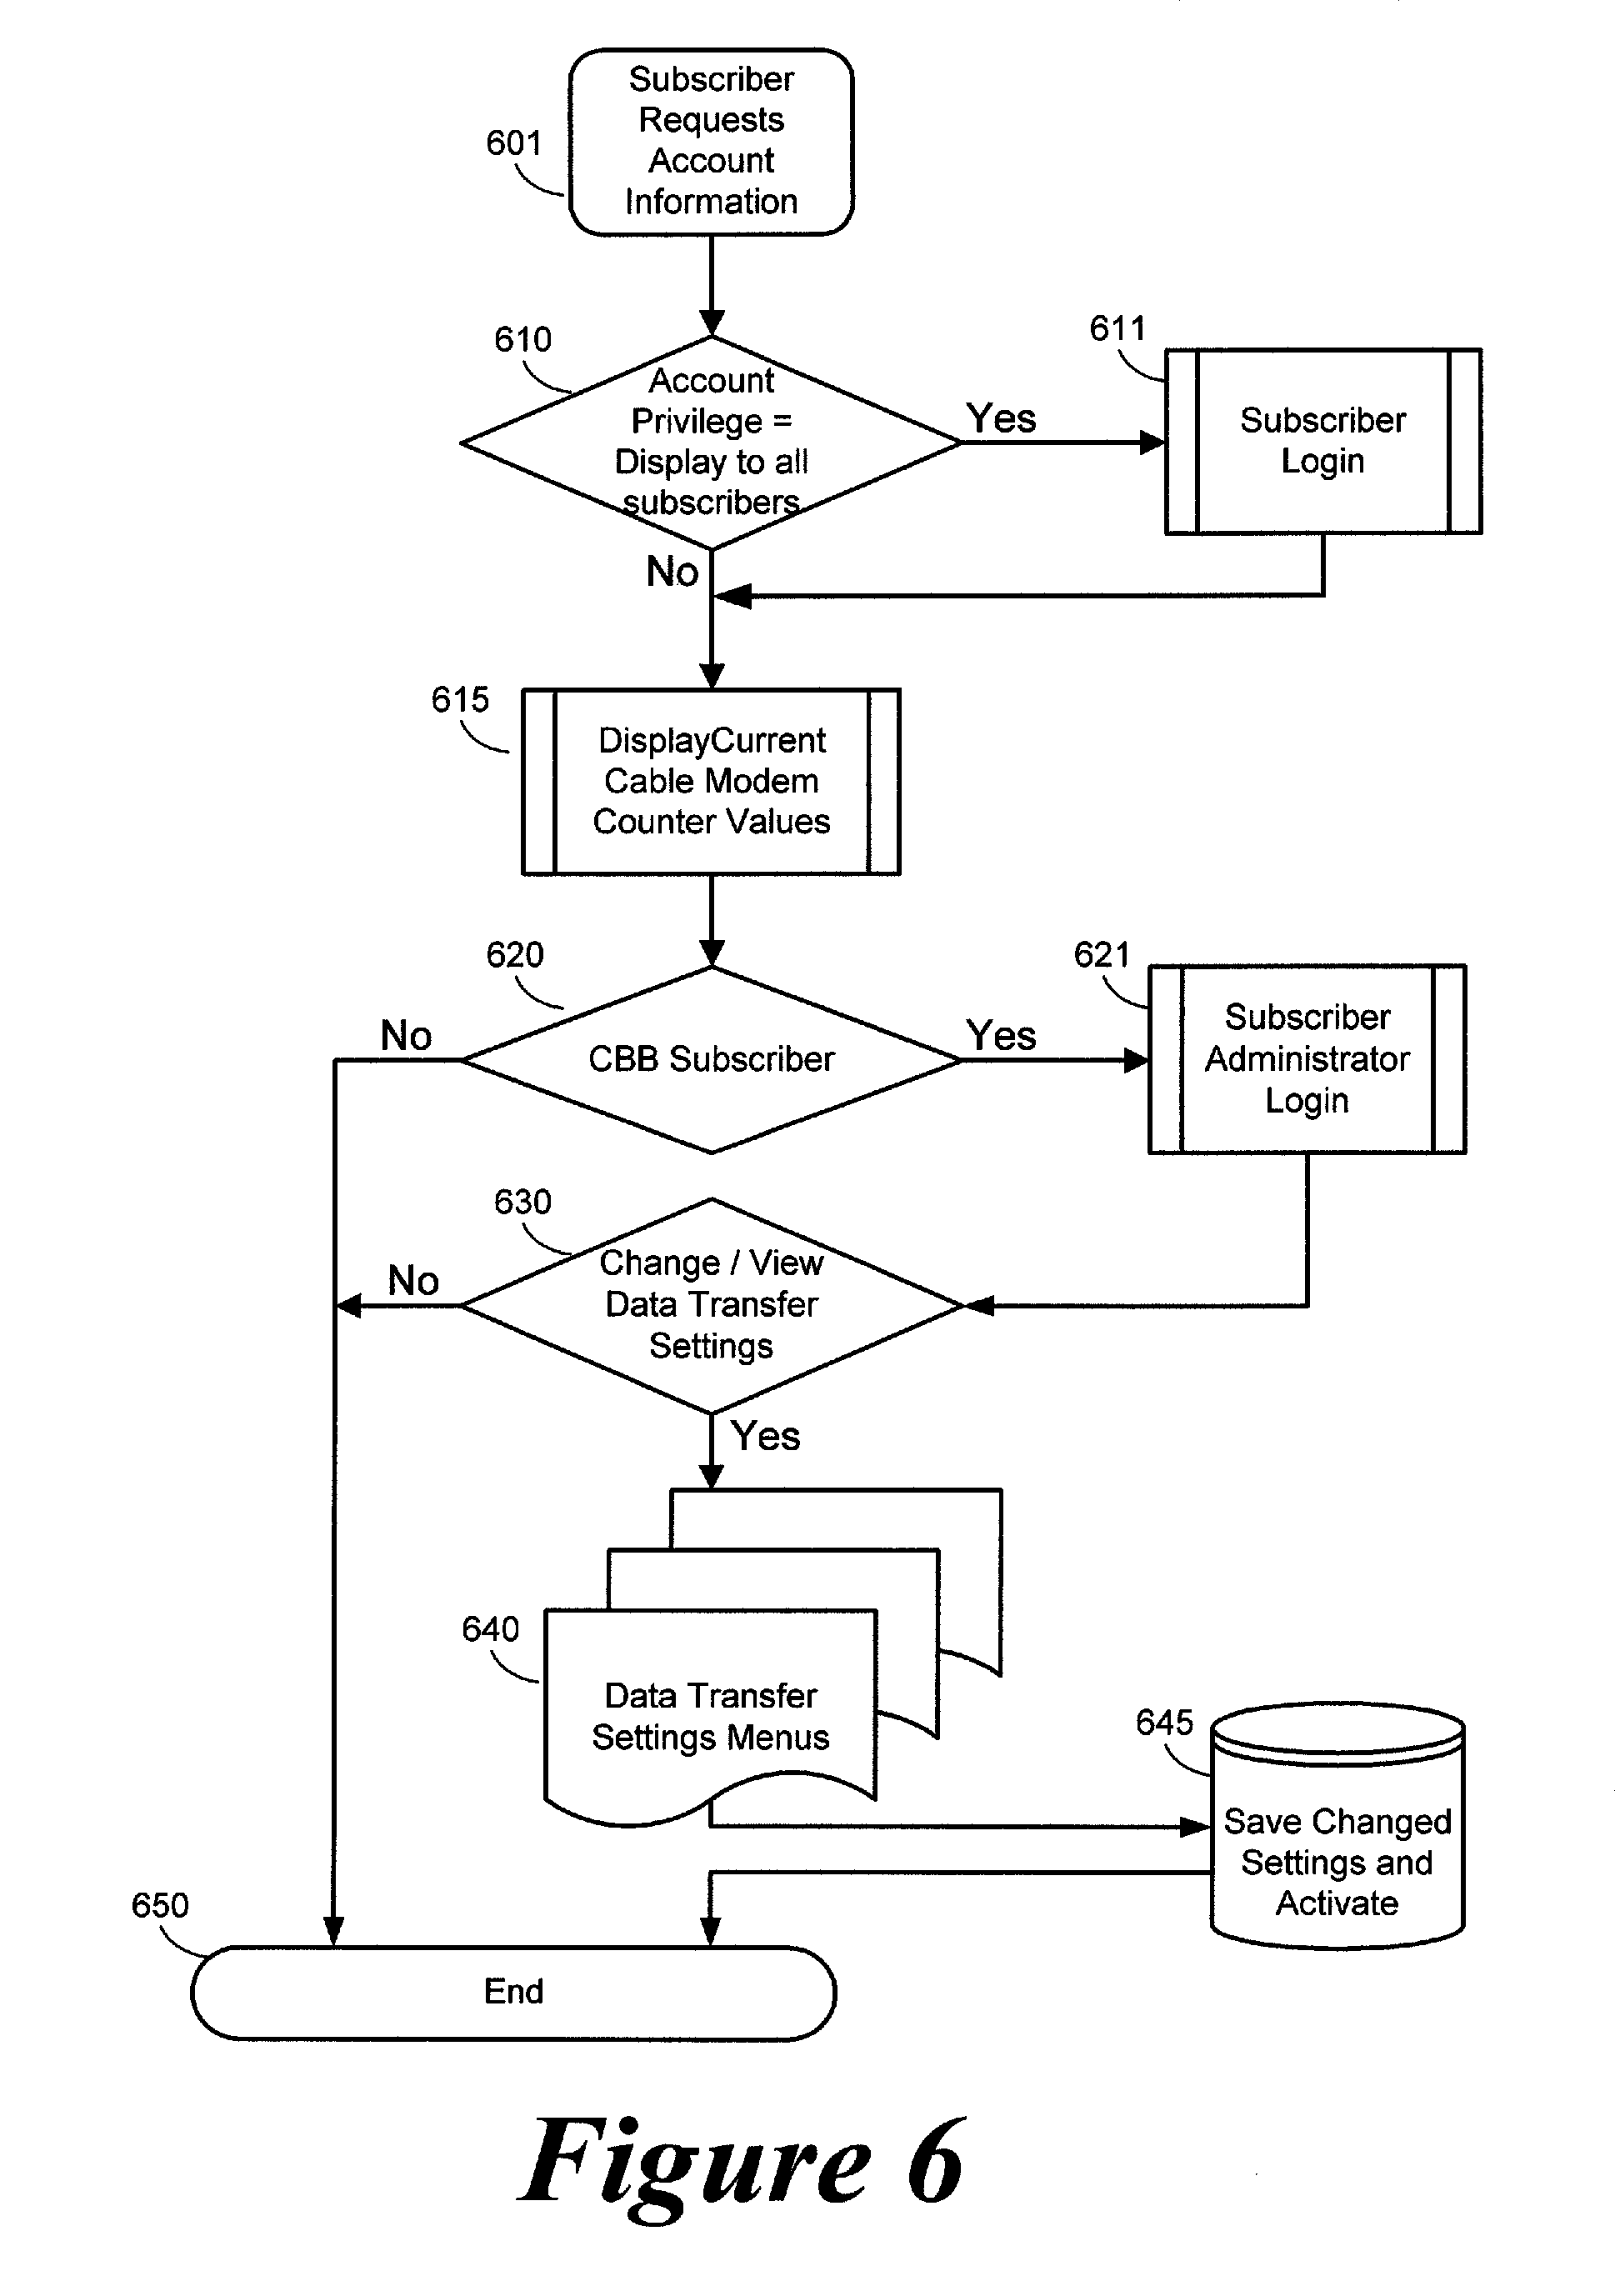 601
Subscriber
Requests
Account
Information
610
Account
Privilege =
Display to all
subscribers
Yes
611
Subscriber
Login
No
615
DisplayCurrent
Cable Modem
Counter Values
620
No
CBB Subscriber
Yes
621
Subscriber
Administrator
Login
630
No
Change / View
Data Transfer
Settings
Yes
640
Data Transfer
Settings Menus
645
Save Changed
Settings and
Activate
650
End
Figure 6